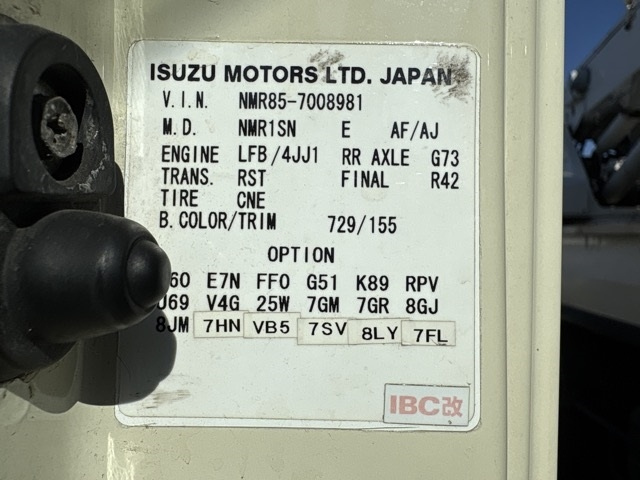 ISUZU MOTORS LTD. JAPAN
V.I.N. NMR85-7008981
M.D. NMR1SN E AF/AJ
ENGINE LFB/4JJ1 RR AXLE G73
TRANS. RST FINAL R42
TIRE CNE
B.COLOR/TRIM 729/155
OPTION
60 E7N FF0 G51 K89 RPV
J69 V4G 25W 7GM 7GR 8GJ
8JM 7HN VB5 7SV 8LY 7FL
IBC改